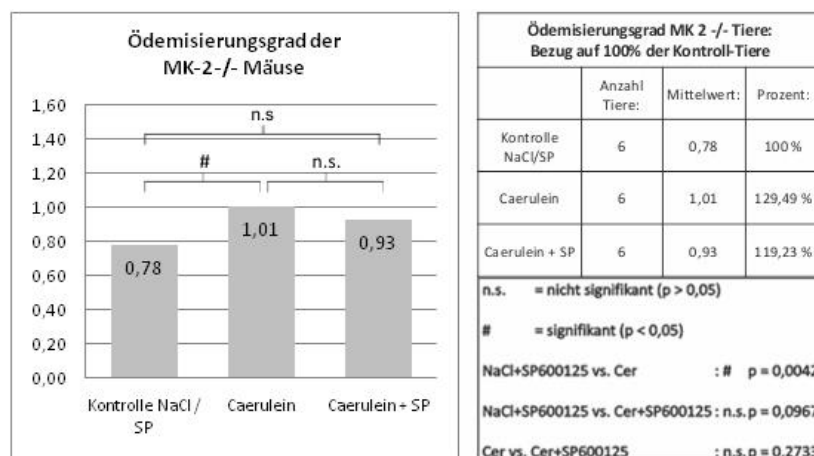 Ödemisierungsgrad der
MK-2-/- Mäuse
1,60
1,40
1,20
1,00
0,80
0,60
0,40
0,20
0,00
n.s
#
n.s.
0,78
1,01
0,93
Kontrolle NaCl /
SP
Caerulein
Caerulein + SP
Ödemisierungsgrad MK 2 -/- Tiere:
Bezug auf 100% der Kontroll-Tiere
Anzahl Tiere: Mittelwert: Prozent:
Kontrolle NaCl/SP 6 0,78 100 %
Caerulein 6 1,01 129,49 %
Caerulein + SP 6 0,93 119,23 %
n.s. = nicht signifikant (p > 0,05)
# = signifikant (p < 0,05)
NaCl+SP600125 vs. Cer : # p = 0,0042
NaCl+SP600125 vs. Cer+SP600125 : n.s. p = 0,0967
Cer vs. Cer+SP600125 : n.s. p = 0,2733